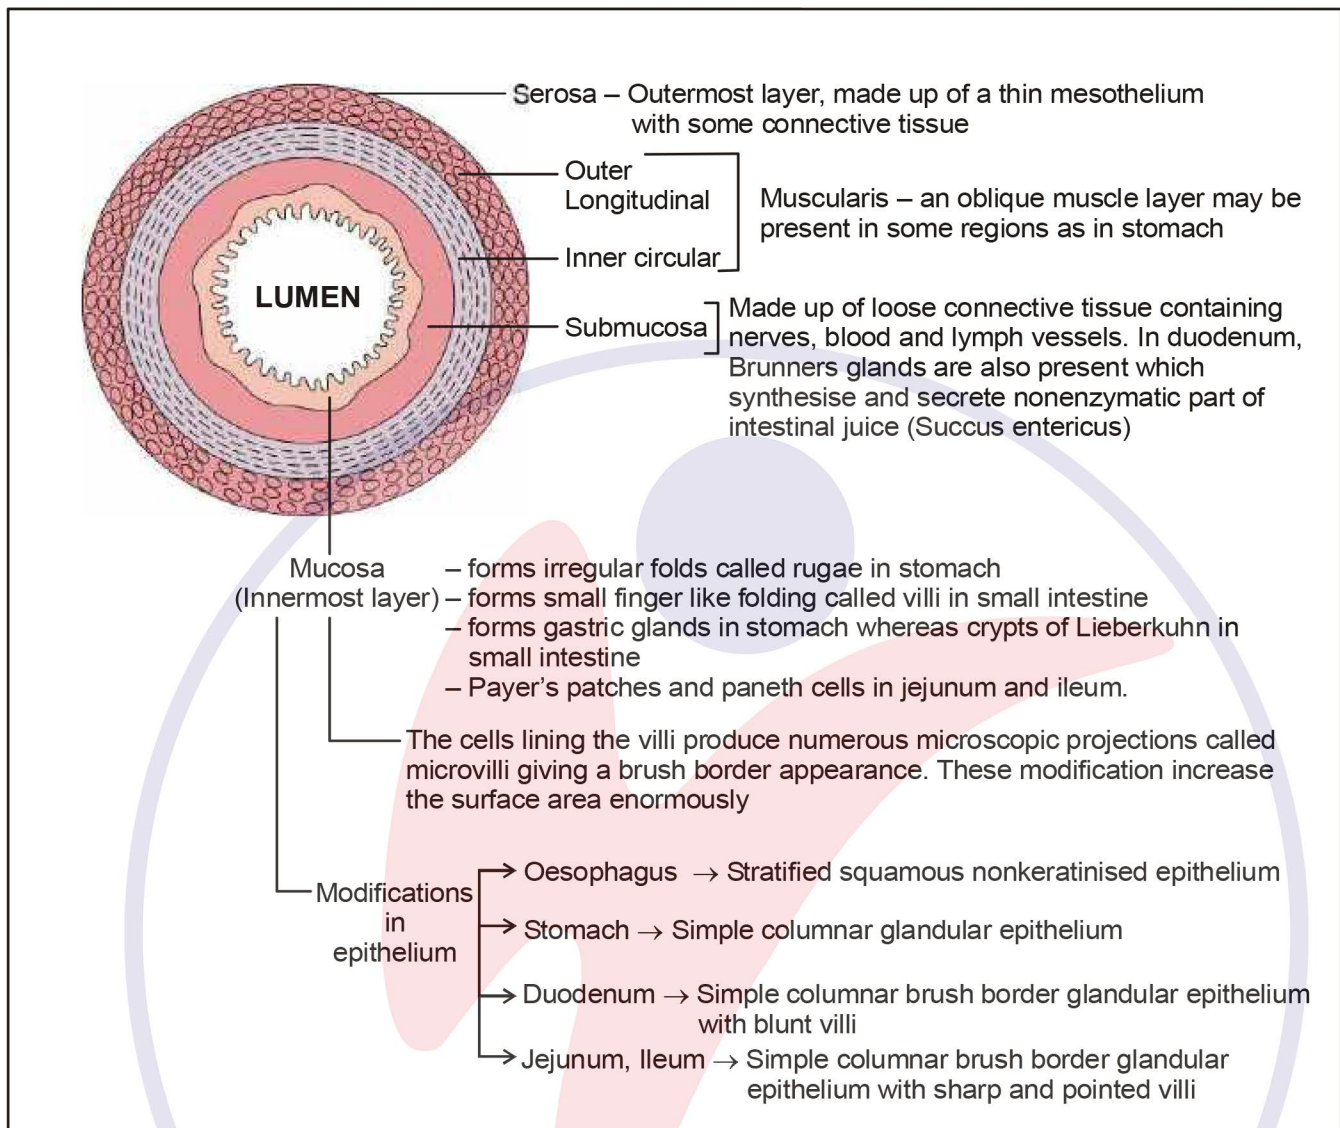 Serosa – Outermost layer, made up of a thin mesothelium
with some connective tissue
Outer
Longitudinal
Muscularis – an oblique muscle layer may be
present in some regions as in stomach
Inner circular
LUMEN
Submucosa
Made up of loose connective tissue containing
nerves, blood and lymph vessels. In duodenum,
Brunners glands are also present which
synthesise and secrete nonenzymatic part of
intestinal juice (Succus entericus)
Mucosa
(Innermost layer)
– forms irregular folds called rugae in stomach
– forms small finger like folding called villi in small intestine
– forms gastric glands in stomach whereas crypts of Lieberkuhn in
small intestine
– Payer's patches and paneth cells in jejunum and ileum.
The cells lining the villi produce numerous microscopic projections called
microvilli giving a brush border appearance. These modification increase
the surface area enormously
Modifications
in
epithelium
Oesophagus → Stratified squamous nonkeratinised epithelium
Stomach → Simple columnar glandular epithelium
Duodenum → Simple columnar brush border glandular epithelium
with blunt villi
Jejunum, Ileum → Simple columnar brush border glandular
epithelium with sharp and pointed villi